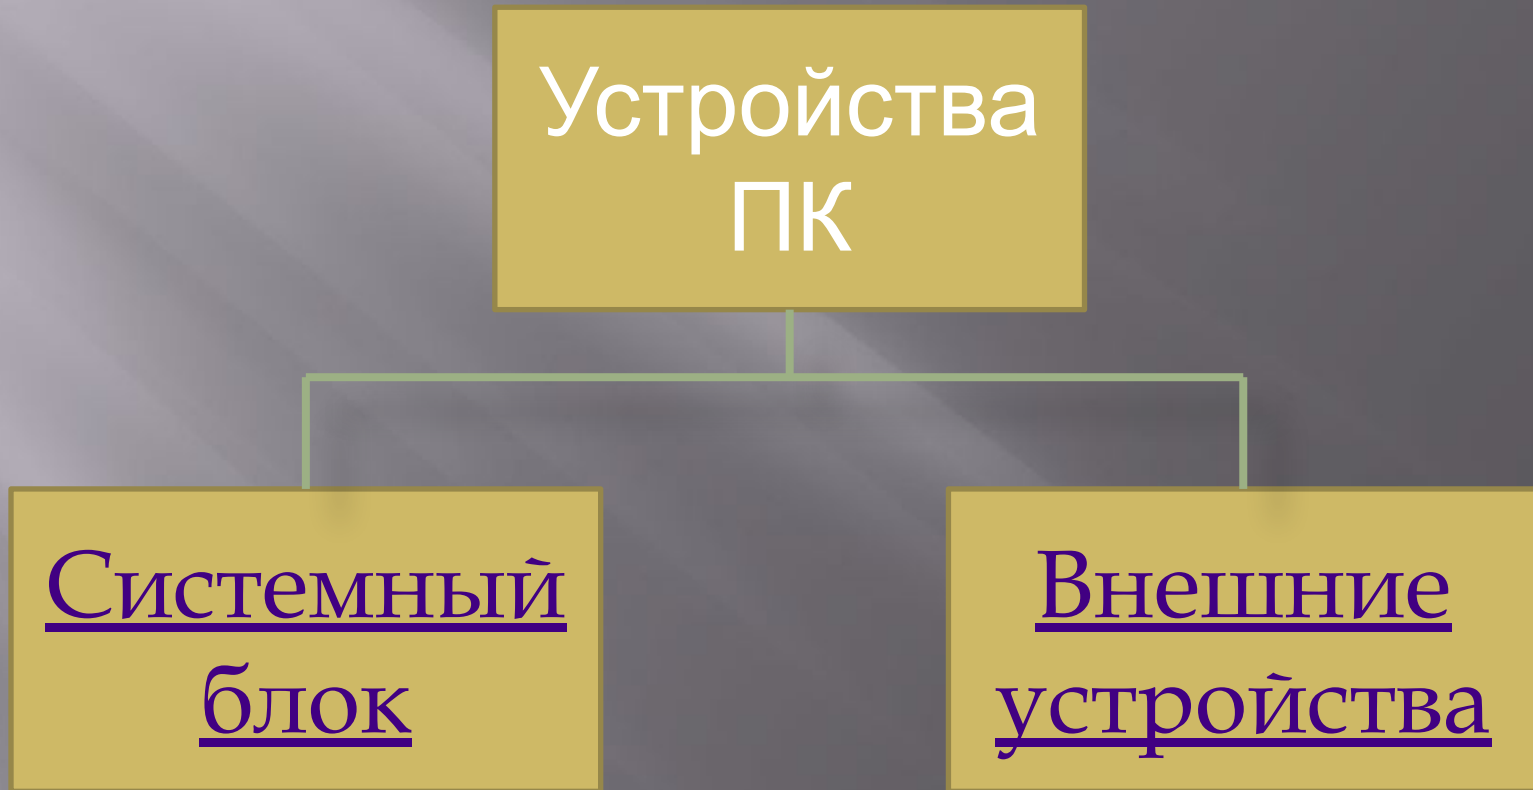 Устройства
ПК
Системный
блок
Внешние
устройства